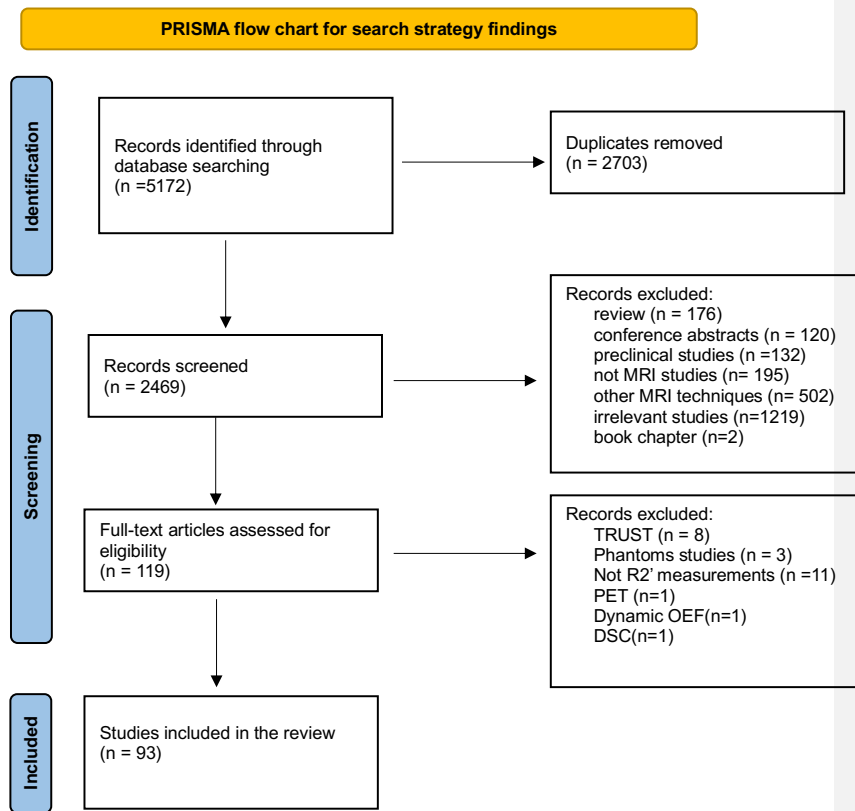 PRISMA flow chart for search strategy findings
Identification
Records identified through
database searching
(n =5172)
Duplicates removed
(n = 2703)
Screening
Records screened
(n = 2469)
Records excluded:
review (n = 176)
conference abstracts (n = 120)
preclinical studies (n =132)
not MRI studies (n= 195)
other MRI techniques (n= 502)
irrelevant studies (n=1219)
book chapter (n=2)
Full-text articles assessed for
eligibility
(n = 119)
Records excluded:
TRUST (n = 8)
Phantoms studies (n = 3)
Not R2’ measurements (n =11)
PET (n=1)
Dynamic OEF(n=1)
DSC(n=1)
Included
Studies included in the review
(n = 93)